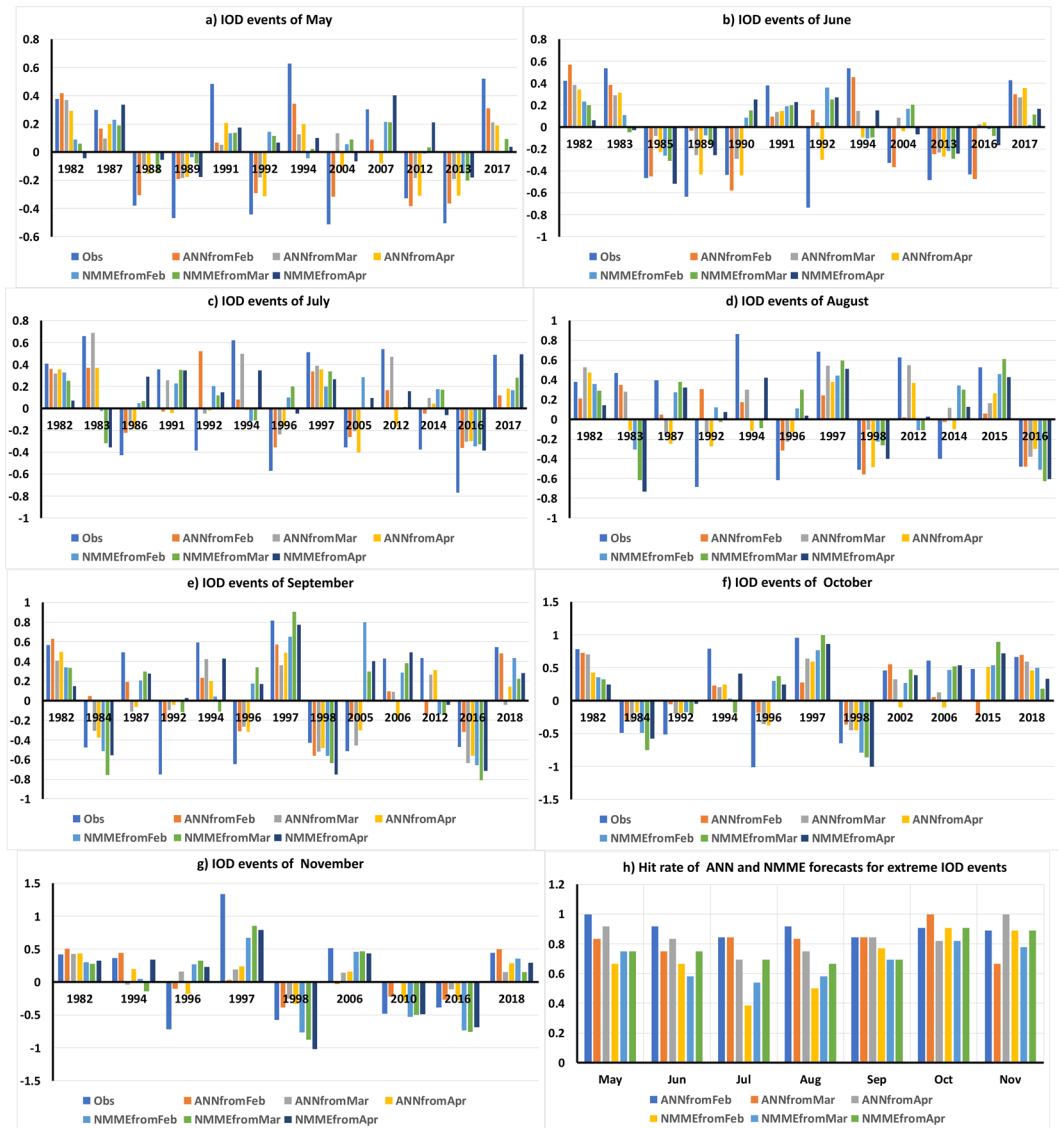 a) IOD events of May
0.8
0.6
0.4
0.2
0
-0.2
-0.4
-0.6
1982 1987 1988 1989 1991 1992 1994 2004 2007 2012 2013 2017
Obs ANNfromFeb ANNfromMar ANNfromApr
NMMEfromFeb NMMEfromMar NMMEfromApr
b) IOD events of June
0.8
0.6
0.4
0.2
0
-0.2
-0.4
-0.6
-0.8
-1
1982 1983 1985 1989 1990 1991 1992 1994 2004 2013 2016 2017
Obs ANNfromFeb ANNfromMar ANNfromApr
NMMEfromFeb NMMEfromMar NMMEfromApr
c) IOD events of July
0.8
0.6
0.4
0.2
0
-0.2
-0.4
-0.6
-0.8
-1
1982 1983 1986 1991 1992 1994 1996 1997 2005 2012 2014 2016 2017
Obs ANNfromFeb ANNfromMar ANNfromApr
NMMEfromFeb NMMEfromMar NMMEfromApr
d) IOD events of August
1
0.8
0.6
0.4
0.2
0
-0.2
-0.4
-0.6
-0.8
-1
1982 1983 1987 1992 1994 1996 1997 1998 2012 2014 2015 2016
Obs ANNfromFeb ANNfromMar ANNfromApr
NMMEfromFeb NMMEfromMar NMMEfromApr
e) IOD events of September
1
0.8
0.6
0.4
0.2
0
-0.2
-0.4
-0.6
-0.8
-1
1982 1984 1987 1992 1994 1996 1997 1998 2005 2006 2012 2016 2018
Obs ANNfromFeb ANNfromMar ANNfromApr
NMMEfromFeb NMMEfromMar NMMEfromApr
f) IOD events of October
1.5
1
0.5
0
-0.5
-1
-1.5
1982 1984 1992 1994 1996 1997 1998 2002 2006 2015 2018
Obs ANNfromFeb ANNfromMar ANNfromApr
NMMEfromFeb NMMEfromMar NMMEfromApr
g) IOD events of November
1.5
1
0.5
0
-0.5
-1
-1.5
1982 1994 1996 1997 1998 2006 2010 2016 2018
Obs ANNfromFeb ANNfromMar ANNfromApr
NMMEfromFeb NMMEfromMar NMMEfromApr
h) Hit rate of ANN and NMME forecasts for extreme IOD events
1.2
1
0.8
0.6
0.4
0.2
0
May Jun Jul Aug Sep Oct Nov
ANNfromFeb ANNfromMar ANNfromApr
NMMEfromFeb NMMEfromMar NMMEfromApr